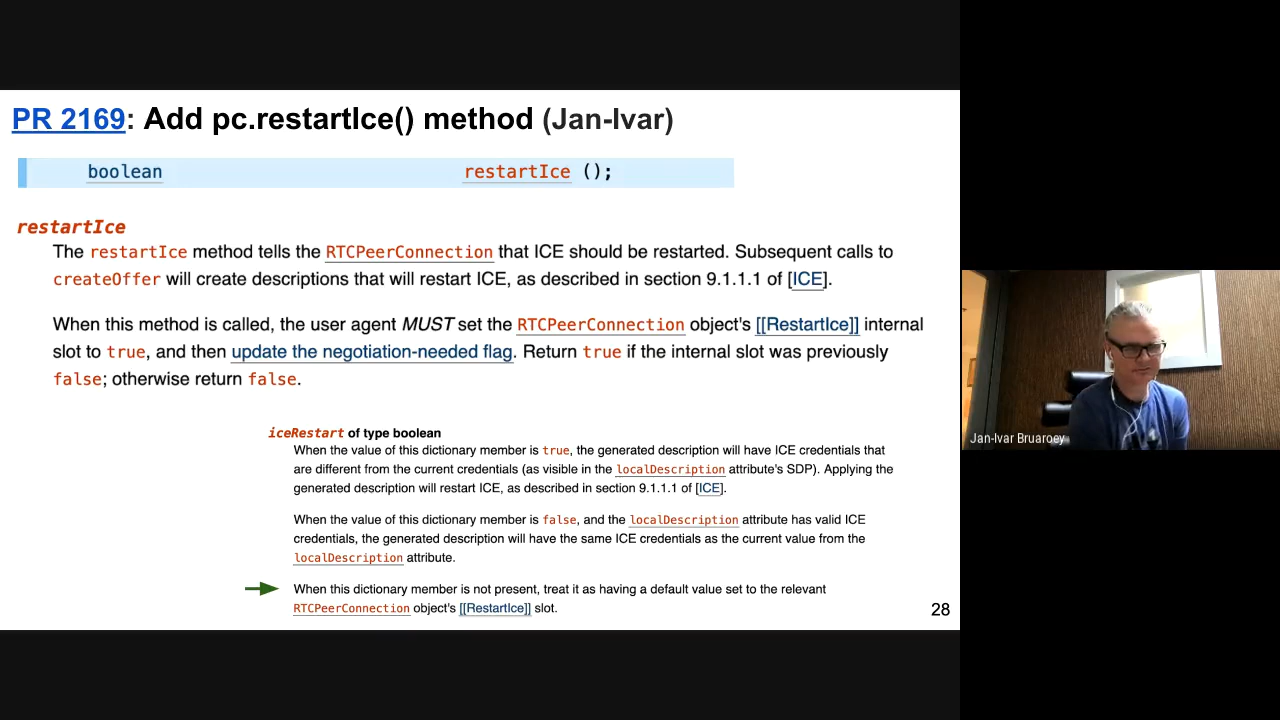 PR 2169: Add pc.restartIce() method (Jan-Ivar)
boolean restartIce ();
restartIce
The restartIce method tells the RTCPeerConnection that ICE should be restarted. Subsequent calls to
createOffer will create descriptions that will restart ICE, as described in section 9.1.1.1 of [ICE].
When this method is called, the user agent MUST set the RTCPeerConnection object's [[RestartIce]] internal
slot to true, and then update the negotiation-needed flag. Return true if the internal slot was previously
false; otherwise return false.
iceRestart of type boolean
When the value of this dictionary member is true, the generated description will have ICE credentials that
are different from the current credentials (as visible in the localDescription attribute's SDP). Applying the
generated description will restart ICE, as described in section 9.1.1.1 of [ICE].
When the value of this dictionary member is false, and the localDescription attribute has valid ICE
credentials, the generated description will have the same ICE credentials as the current value from the
localDescription attribute.
When this dictionary member is not present, treat it as having a default value set to the relevant
RTCPeerConnection object's [[RestartIce]] slot.
28
Jan-Ivar Bruaroey